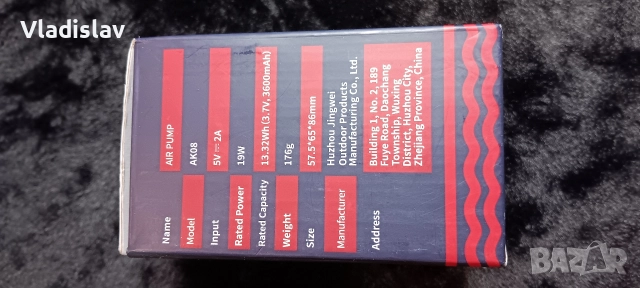 Vladislav
Name AIR PUMP
Model AK08
Input 5V⎓2A
Rated Power 19W
Rated Capacity 13.32Wh (3.7V, 3600mAh)
Weight 176g
Size 57.5*65*86mm
Manufacturer Huzhou Jingwei
Outdoor Products
Manufacturing Co., Ltd.
Address Building 1, No. 2, 189
Fuye Road, Daochang
Township, Wuxing
District, Huzhou City,
Zhejiang Province, China
BAZAR